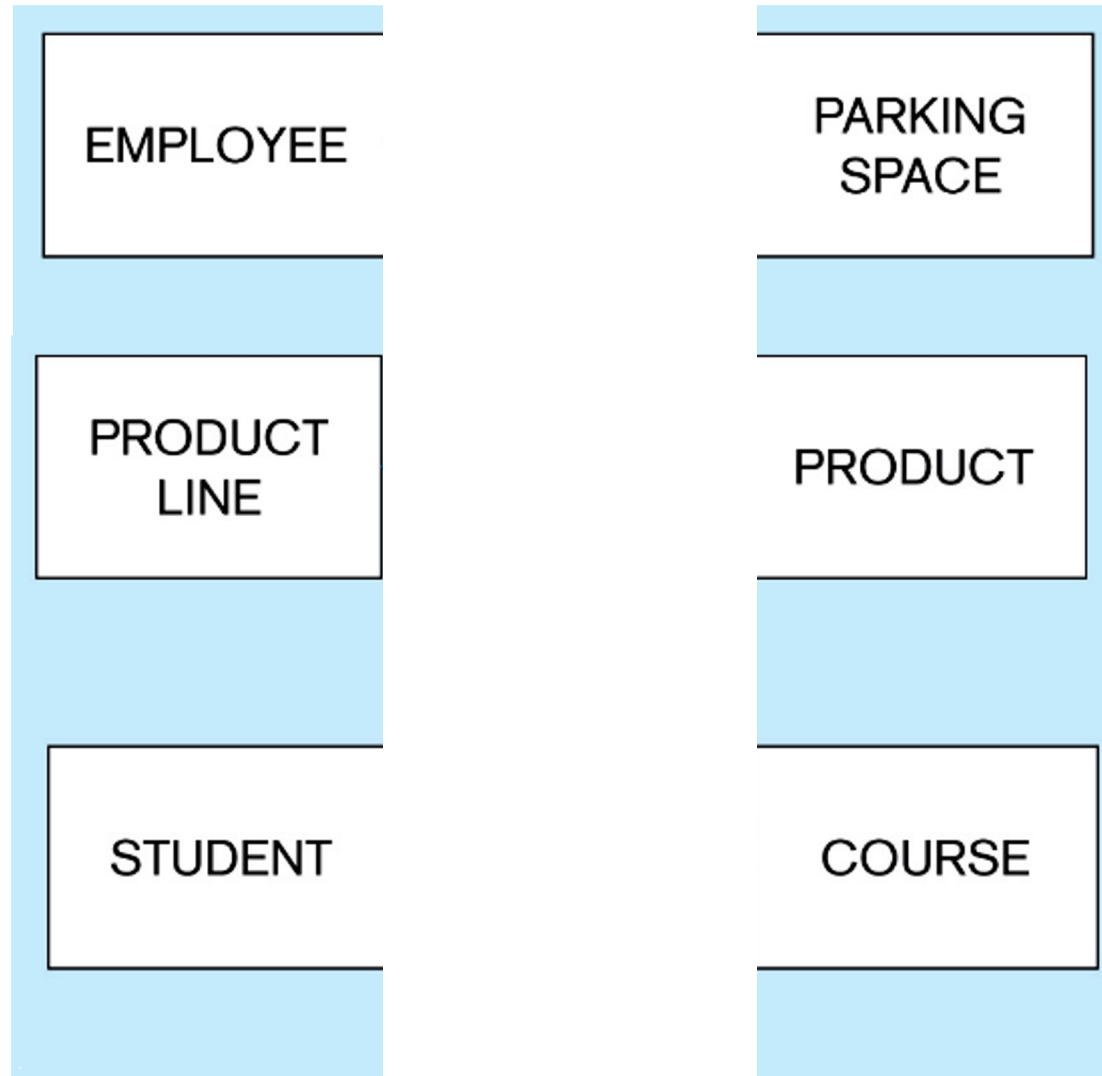 EMPLOYEE
PARKING
SPACE
PRODUCT
LINE
PRODUCT
STUDENT
COURSE